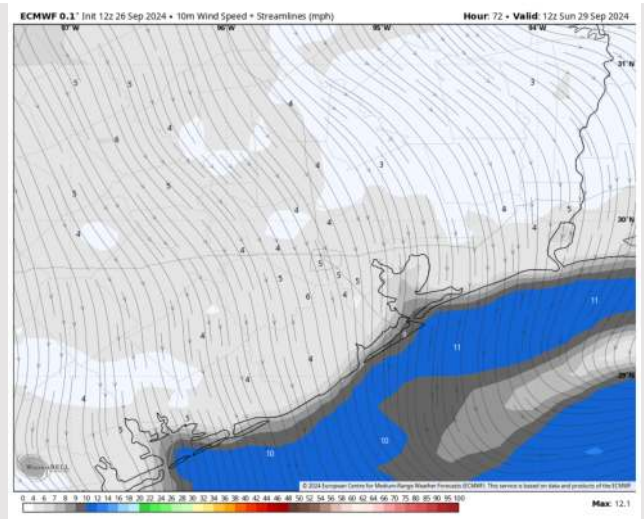 ECMWF 0.1° Init 12z 26 Sep 2024 • 10m Wind Speed + Streamlines (mph) Hour: 72 • Valid: 12z Sun 29 Sep 2024
97°W 96°W 95°W 94°W
31°N
5 5 3
4
4
6
4
3
5
5
4 5
4 4
30°N
4
4 4
5
5 5
5
6 4
11
4
11
4
29°N
4
4
5
5
10
10
WeatherBELL
© 2024 European Centre for Medium-Range Weather Forecasts (ECMWF). This service is based on data and products of the ECMWF
0 4 6 7 8 9 10 12 14 16 18 20 22 24 26 28 30 32 34 36 38 40 42 44 46 48 50 52 54 56 58 60 62 64 66 70 75 80 85 90 95 100
Max: 12.1